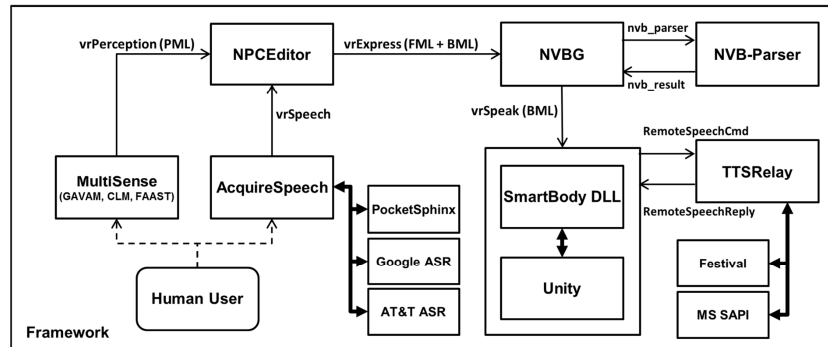 vrPerception (PML)
NPCEditor
vrExpress (FML + BML)
NVBG
nvb_parser
nvb_result
NVB-Parser
vrSpeech
vrSpeak (BML)
MultiSense
(GAVAM, CLM, FAAST)
AcquireSpeech
PocketSphinx
Google ASR
AT&T ASR
Human User
SmartBody DLL
Unity
RemoteSpeechCmd
RemoteSpeechReply
TTSRelay
Festival
MS SAPI
Framework